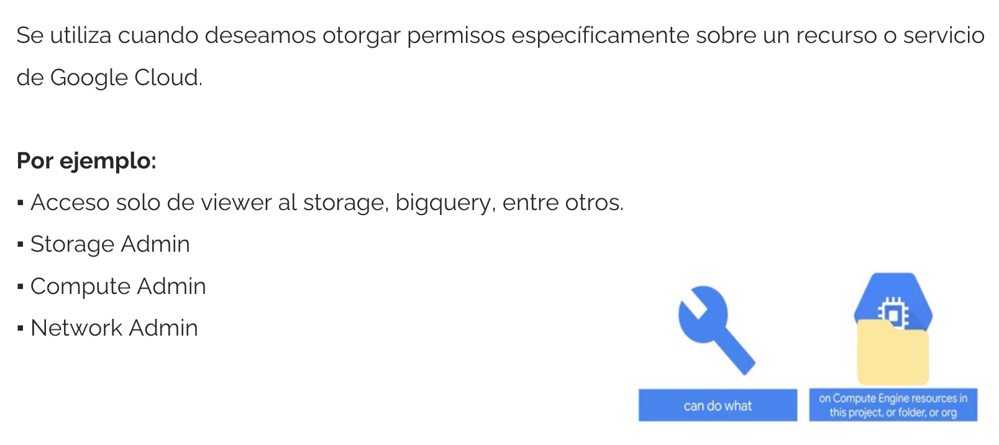 Se utiliza cuando deseamos otorgar permisos específicamente sobre un recurso o servicio
de Google Cloud.
Por ejemplo:
▪ Acceso solo de viewer al storage, bigquery, entre otros.
▪ Storage Admin
▪ Compute Admin
▪ Network Admin
can do what
on Compute Engine resources in
this project, or folder, or org